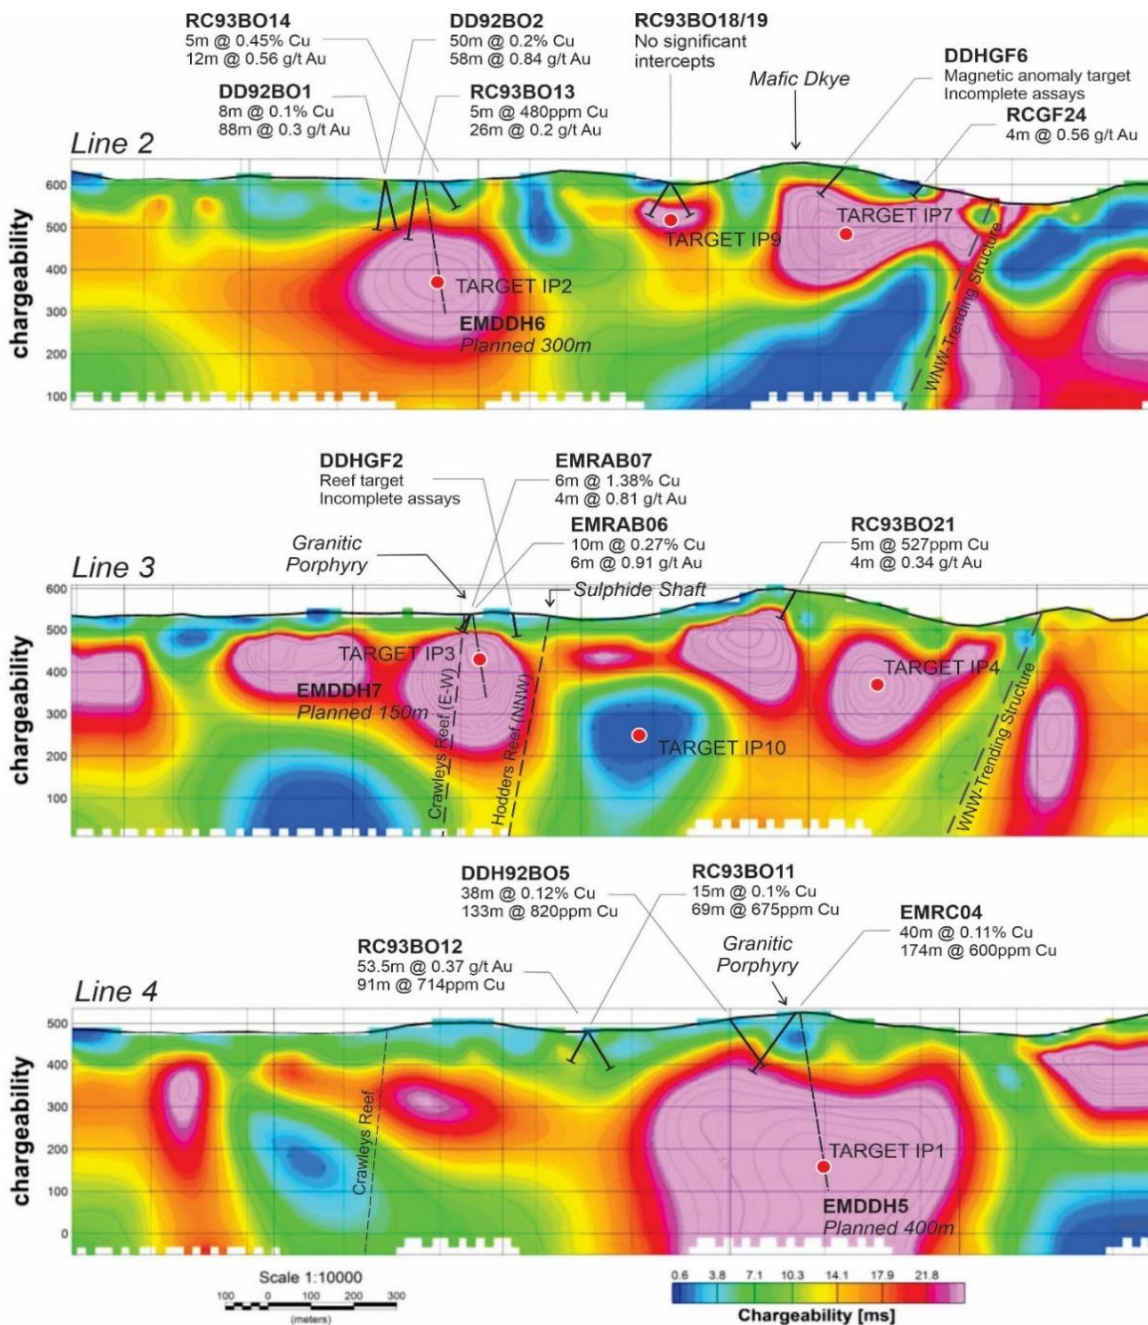 RC93BO14
5m @ 0.45% Cu
12m @ 0.56 g/t Au
DD92BO2
50m @ 0.2% Cu
58m @ 0.84 g/t Au
RC93BO18/19
No significant
intercepts
Mafic Dkye
DDHGF6
Magnetic anomaly target
Incomplete assays
DD92BO1
8m @ 0.1% Cu
88m @ 0.3 g/t Au
RC93BO13
5m @ 480ppm Cu
26m @ 0.2 g/t Au
RCGF24
4m @ 0.56 g/t Au
Line 2
chargeability
600
500
400
300
200
100
TARGET IP2
EMDDH6
Planned 300m
TARGET IP9
TARGET IP7
WNW-Trending Structure
DDHGF2
Reef target
Incomplete assays
EMRAB07
6m @ 1.38% Cu
4m @ 0.81 g/t Au
Granitic
Porphyry
EMRAB06
10m @ 0.27% Cu
6m @ 0.91 g/t Au
RC93BO21
5m @ 527ppm Cu
4m @ 0.34 g/t Au
Line 3
Sulphide Shaft
chargeability
600
500
400
300
200
100
TARGET IP3
EMDDH7
Planned 150m
Crawleys Reef (E-W)
Hodders Reef (NNW)
TARGET IP10
TARGET IP4
WNW-Trending Structure
DDH92BO5
38m @ 0.12% Cu
133m @ 820ppm Cu
RC93BO11
15m @ 0.1% Cu
69m @ 675ppm Cu
EMRC04
40m @ 0.11% Cu
174m @ 600ppm Cu
RC93BO12
53.5m @ 0.37 g/t Au
91m @ 714ppm Cu
Granitic
Porphyry
Line 4
chargeability
500
400
300
200
100
0
Crawleys Reef
TARGET IP1
EMDDH5
Planned 400m
Scale 1:10000
100 0 100 200 300
(meters)
0.6 3.8 7.1 10.3 14.1 17.9 21.8
Chargeability [ms]